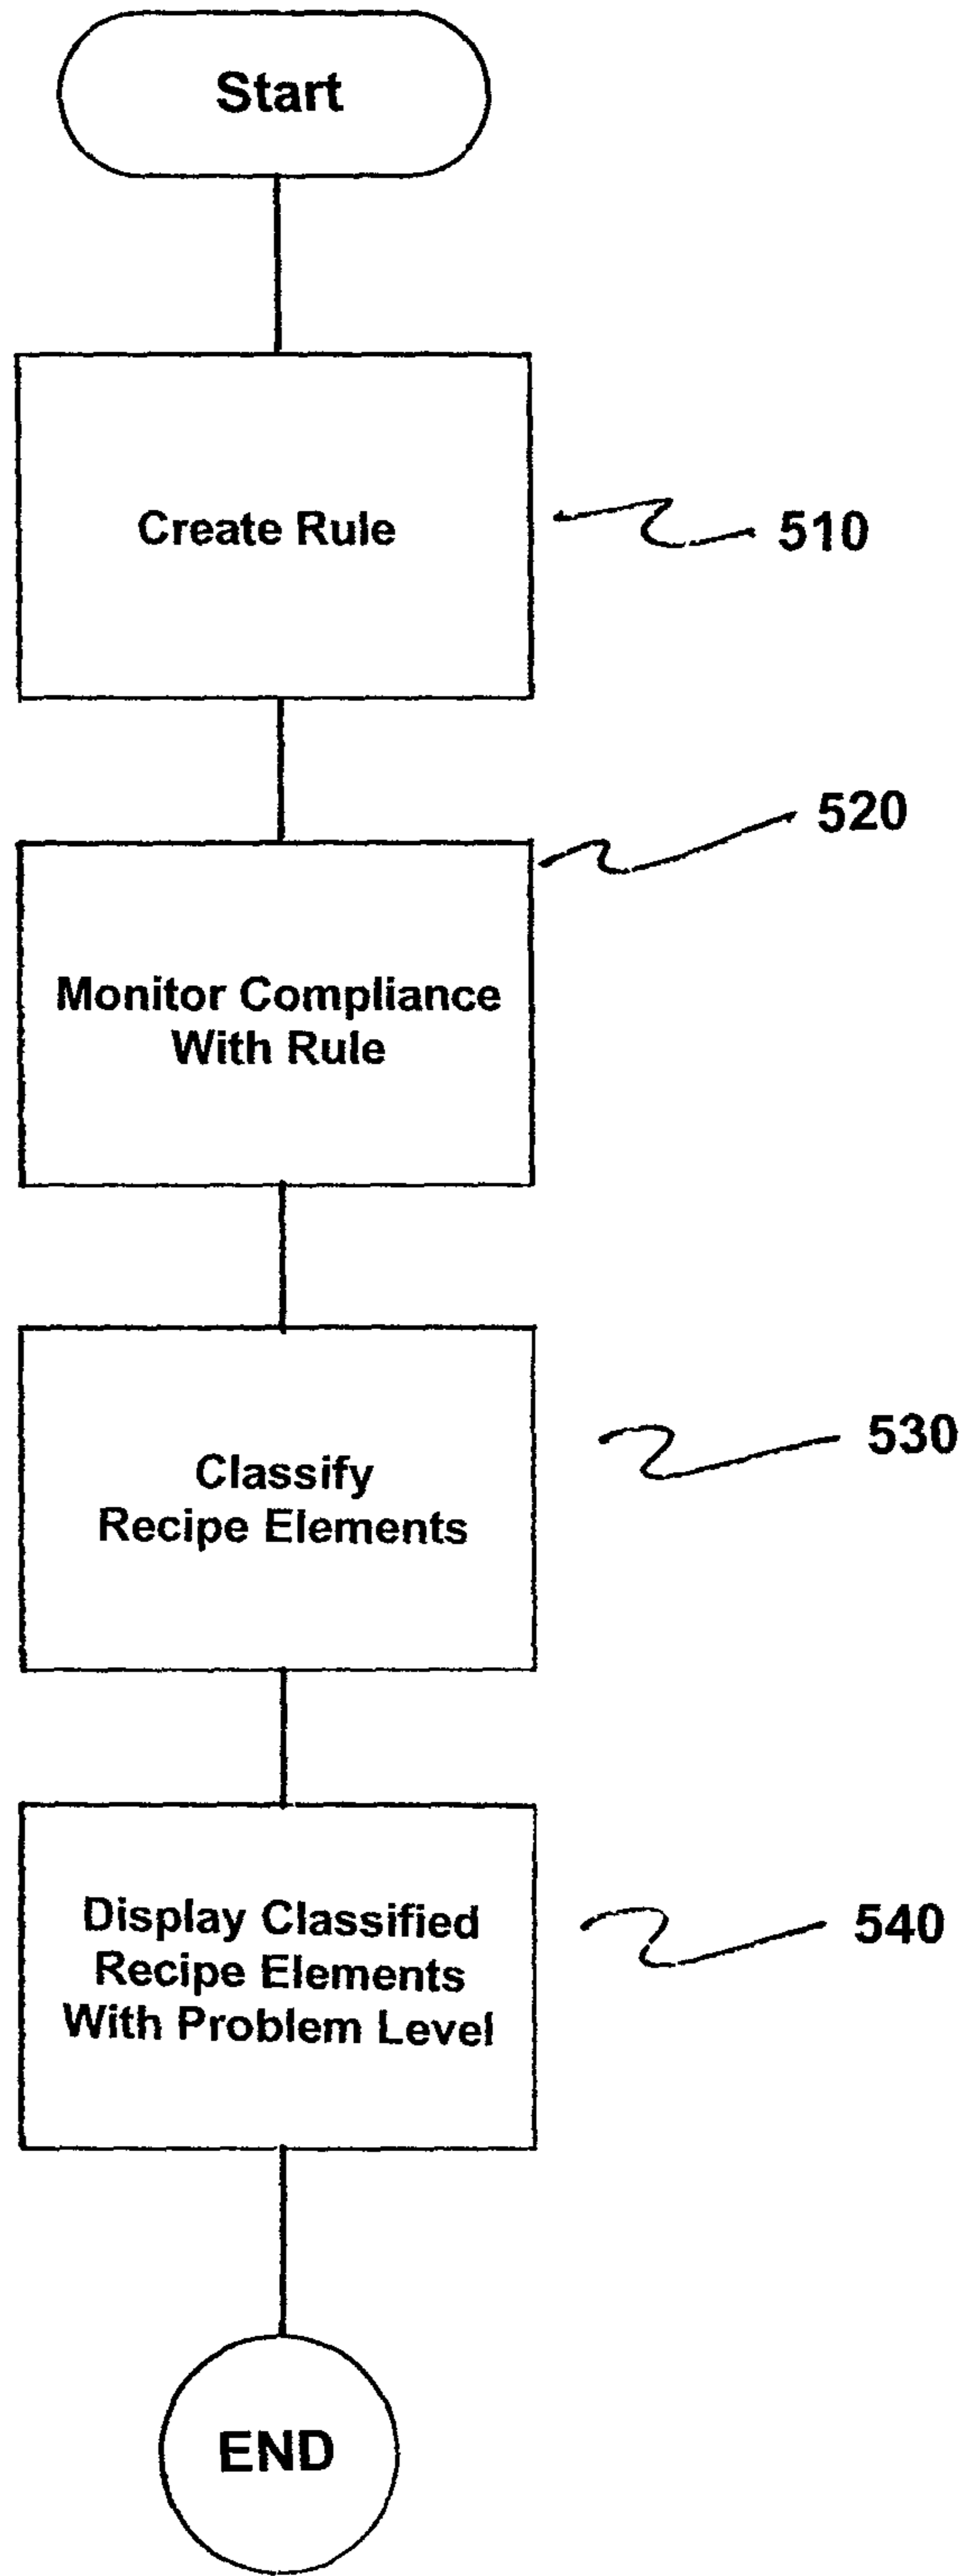 Start
Create Rule
510
520
Monitor Compliance
With Rule
530
Classify
Recipe Elements
Display Classified
Recipe Elements
With Problem Level
540
END